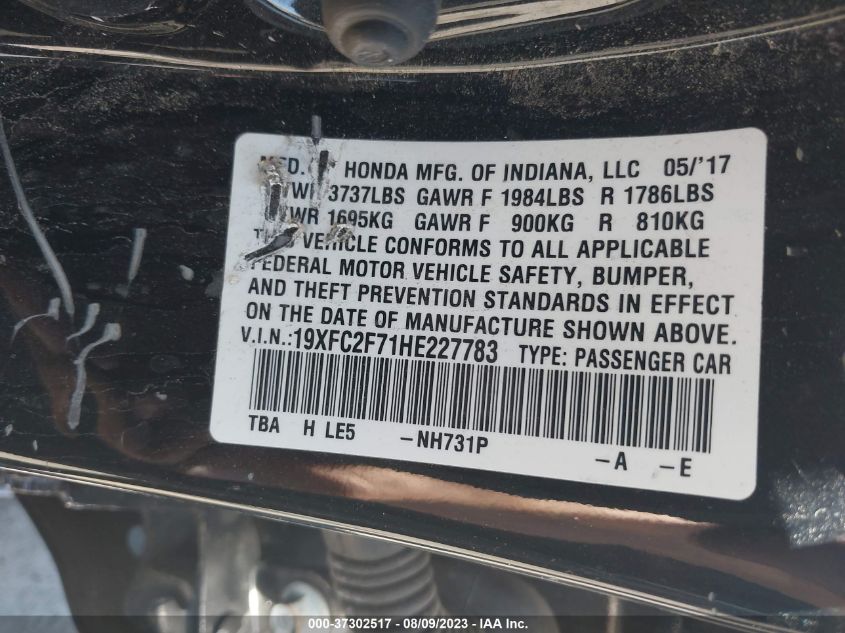 MFD. HONDA MFG. OF INDIANA, LLC 05/'17
3737LBS GAWR F 1984LBS R 1786LBS
1695KG GAWR F 900KG R 810KG
VEHICLE CONFORMS TO ALL APPLICABLE
FEDERAL MOTOR VEHICLE SAFETY, BUMPER,
AND THEFT PREVENTION STANDARDS IN EFFECT
ON THE DATE OF MANUFACTURE SHOWN ABOVE.
V.I.N.:19XFC2F71HE227783 TYPE: PASSENGER CAR
TBA H LE5 -NH731P
-A -E
000-37302517 - 08/09/2023 - IAA Inc.